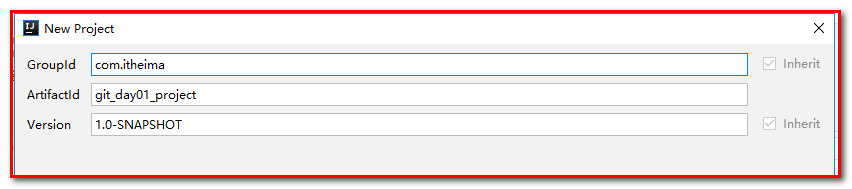 New Project
GroupId com.itheima Inherit
ArtifactId git_day01_project
Version 1.0-SNAPSHOT Inherit